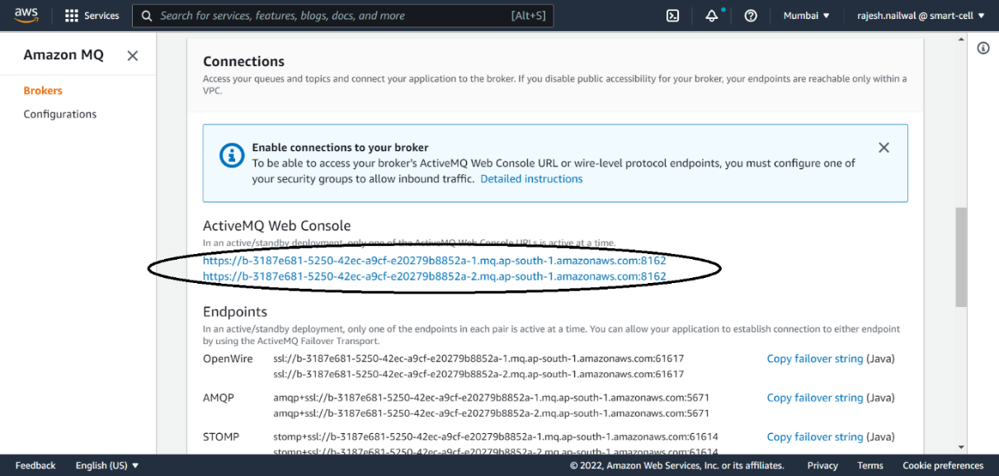 aws
Services
Search for services, features, blogs, docs, and more
[Alt+S]
Mumbai ▼
rajesh.nailwal @ smart-cell ▼
Amazon MQ
Brokers
Configurations
Connections
Access your queues and topics and connect your application to the broker. If you disable public accessibility for your broker, your endpoints are reachable only within a
VPC.
Enable connections to your broker
To be able to access your broker's ActiveMQ Web Console URL or wire-level protocol endpoints, you must configure one of
your security groups to allow inbound traffic. Detailed instructions
ActiveMQ Web Console
In an active/standby deployment, only one of the ActiveMQ Web Console URLs is active at a time.
https://b-3187e681-5250-42ec-a9cf-e20279b8852a-1.mq.ap-south-1.amazonaws.com:8162
https://b-3187e681-5250-42ec-a9cf-e20279b8852a-2.mq.ap-south-1.amazonaws.com:8162
Endpoints
In an active/standby deployment, only one of the endpoints in each pair is active at a time. You can allow your application to establish connection to either endpoint
by using the ActiveMQ Failover Transport.
OpenWire ssl://b-3187e681-5250-42ec-a9cf-e20279b8852a-1.mq.ap-south-1.amazonaws.com:61617 Copy failover string (Java)
ssl://b-3187e681-5250-42ec-a9cf-e20279b8852a-2.mq.ap-south-1.amazonaws.com:61617
AMQP amqp+ssl://b-3187e681-5250-42ec-a9cf-e20279b8852a-1.mq.ap-south-1.amazonaws.com:5671 Copy failover string (Java)
amqp+ssl://b-3187e681-5250-42ec-a9cf-e20279b8852a-2.mq.ap-south-1.amazonaws.com:5671
STOMP stomp+ssl://b-3187e681-5250-42ec-a9cf-e20279b8852a-1.mq.ap-south-1.amazonaws.com:61614 Copy failover string (Java)
stomp+ssl://b-3187e681-5250-42ec-a9cf-e20279b8852a-2.mq.ap-south-1.amazonaws.com:61614
Feedback
English (US) ▼
© 2022, Amazon Web Services, Inc. or its affiliates.
Privacy
Terms
Cookie preferences